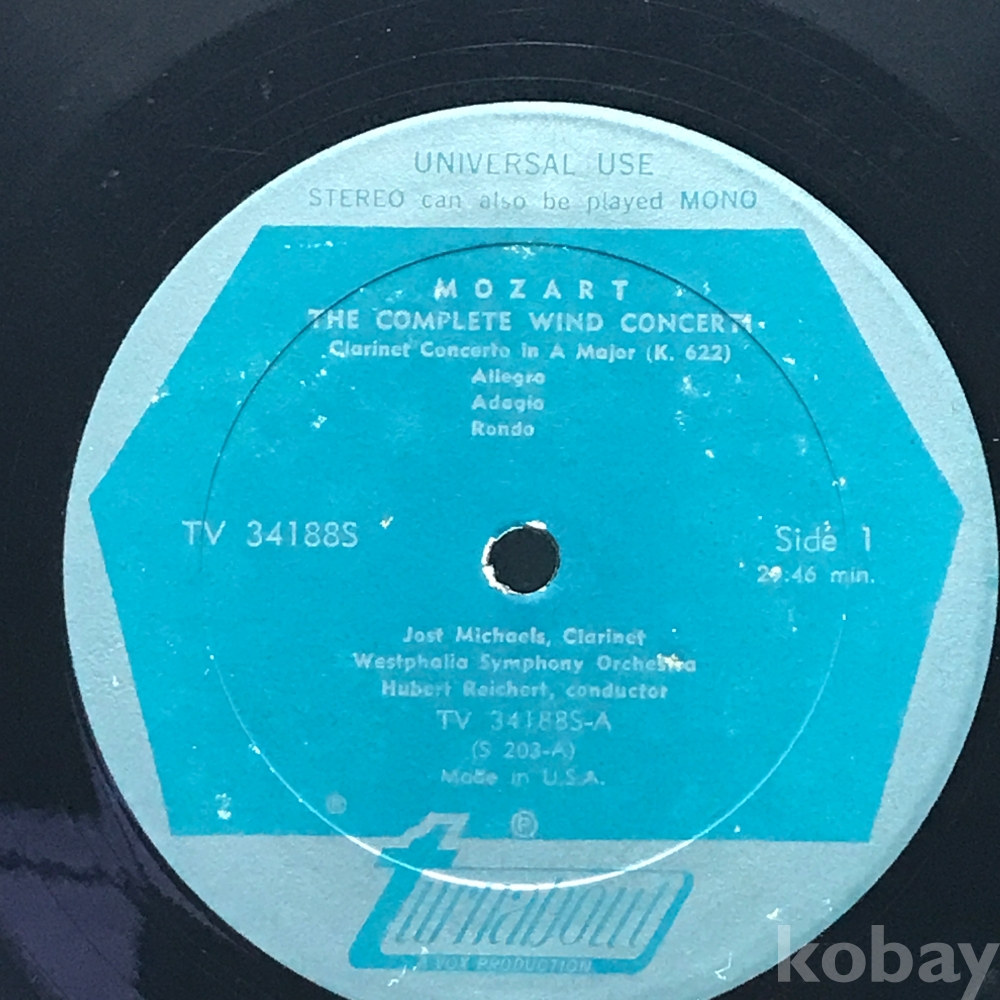 UNIVERSAL USE
STEREO can also be played MONO
MOZART
THE COMPLETE WIND CONCERTI
Clarinet Concerto in A Major (K. 622)
Allegro
Adagio
Rondo
TV 34188S
Side 1
min.
Jost Michaels, Clarinet
Westphalia Symphony Orchestra
Hubert Reichert, conductor
TV 34188S-A
(S 203-A)
Made in U.S.A.
®
℗
turnabout
A VOX PRODUCTION
kobay